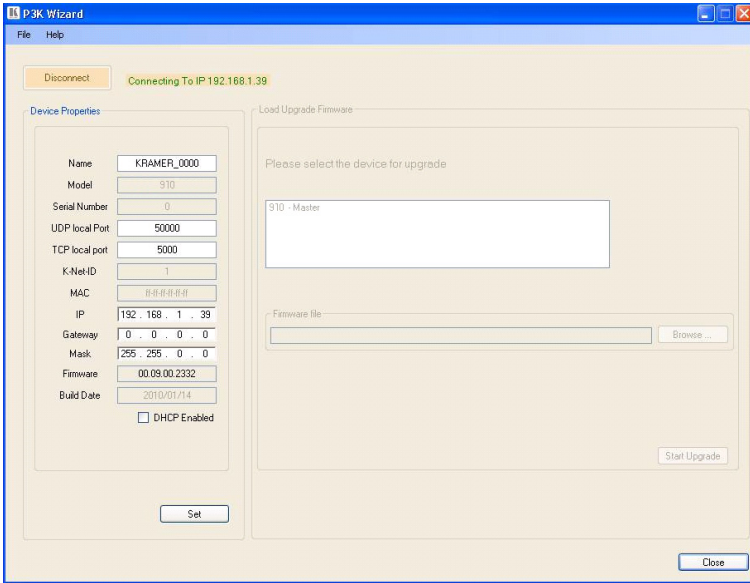 P3K Wizard
File Help
Disconnect
Connecting To IP 192.168.1.39
Device Properties
Name KRAMER_0000
Model 910
Serial Number 0
UDP local Port 50000
TCP local port 5000
K-Net-ID 1
MAC ff-ff-ff-ff-ff-ff
IP 192 . 168 . 1 . 39
Gateway 0 . 0 . 0 . 0
Mask 255 . 255 . 0 . 0
Firmware 00.09.00.2332
Build Date 2010/01/14
DHCP Enabled
Set
Load Upgrade Firmware
Please select the device for upgrade
910 - Master
Firmware file
Browse ...
Start Upgrade
Close